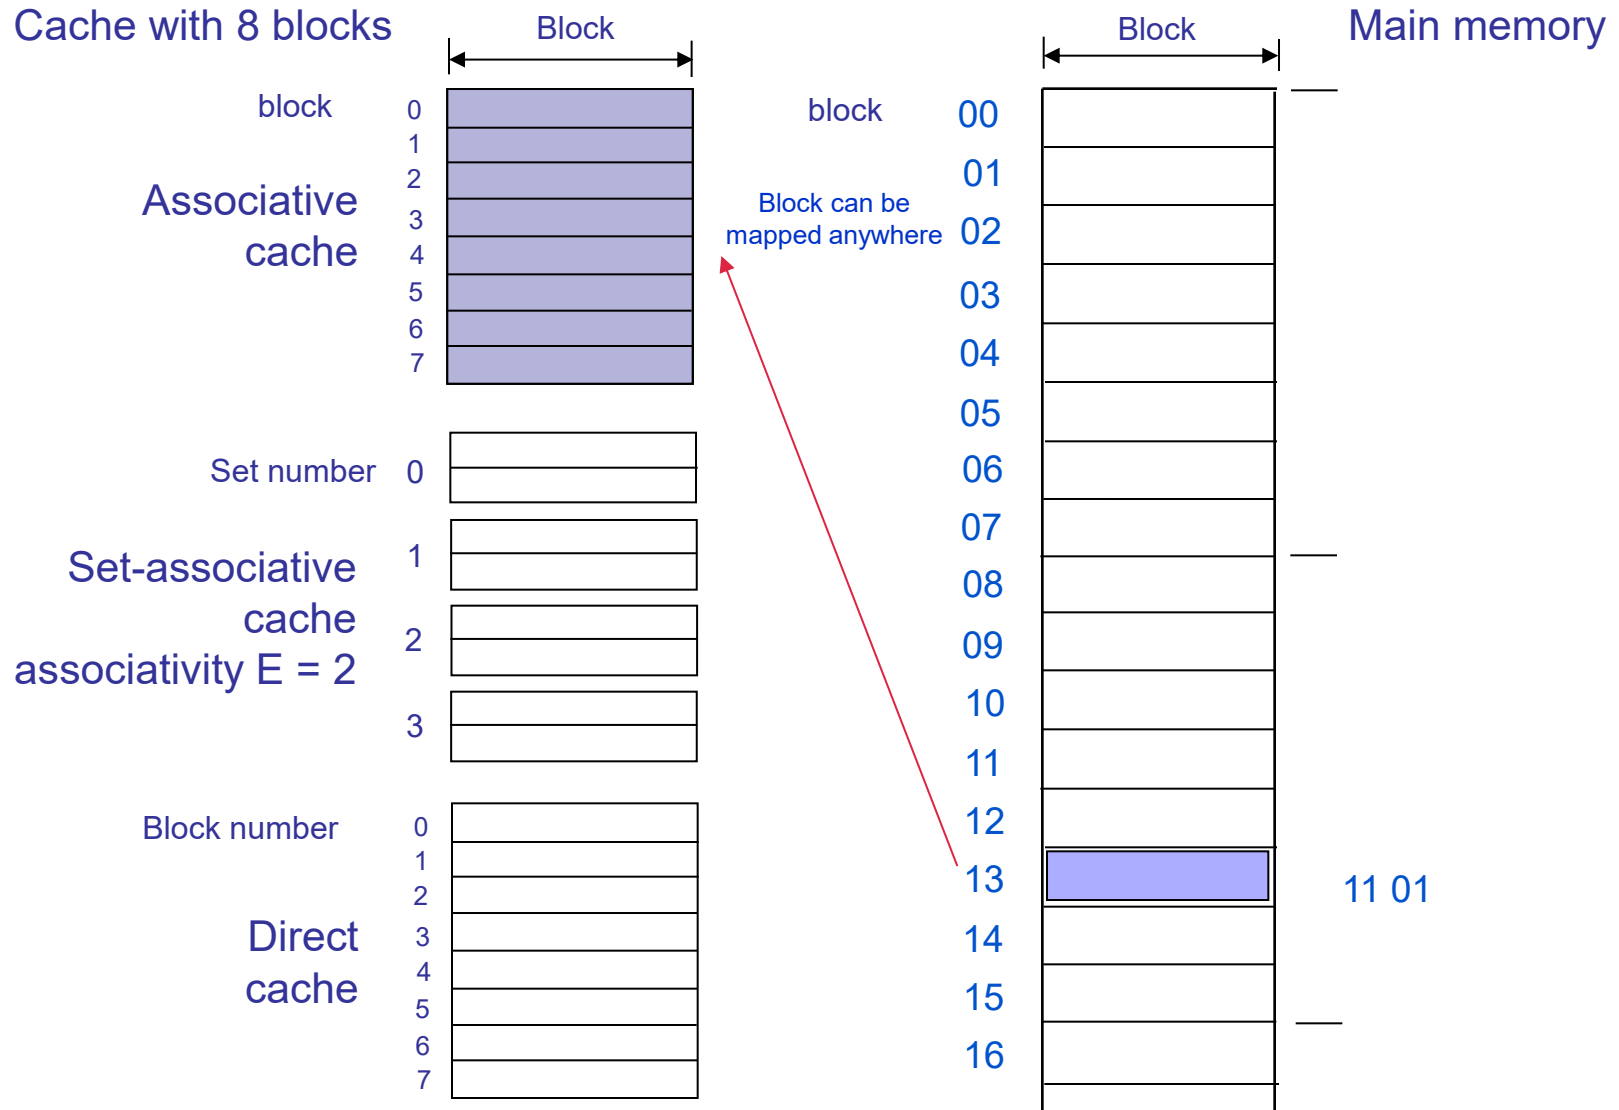 Cache with 8 blocks
Block
Block
Main memory
block
0
1
2
3
4
5
6
7
Associative
cache
block
Block can be
mapped anywhere
Set number
0
1
2
3
Set-associative
cache
associativity E = 2
Block number
0
1
2
3
4
5
6
7
Direct
cache
00
01
02
03
04
05
06
07
08
09
10
11
12
13
14
15
16
11 01